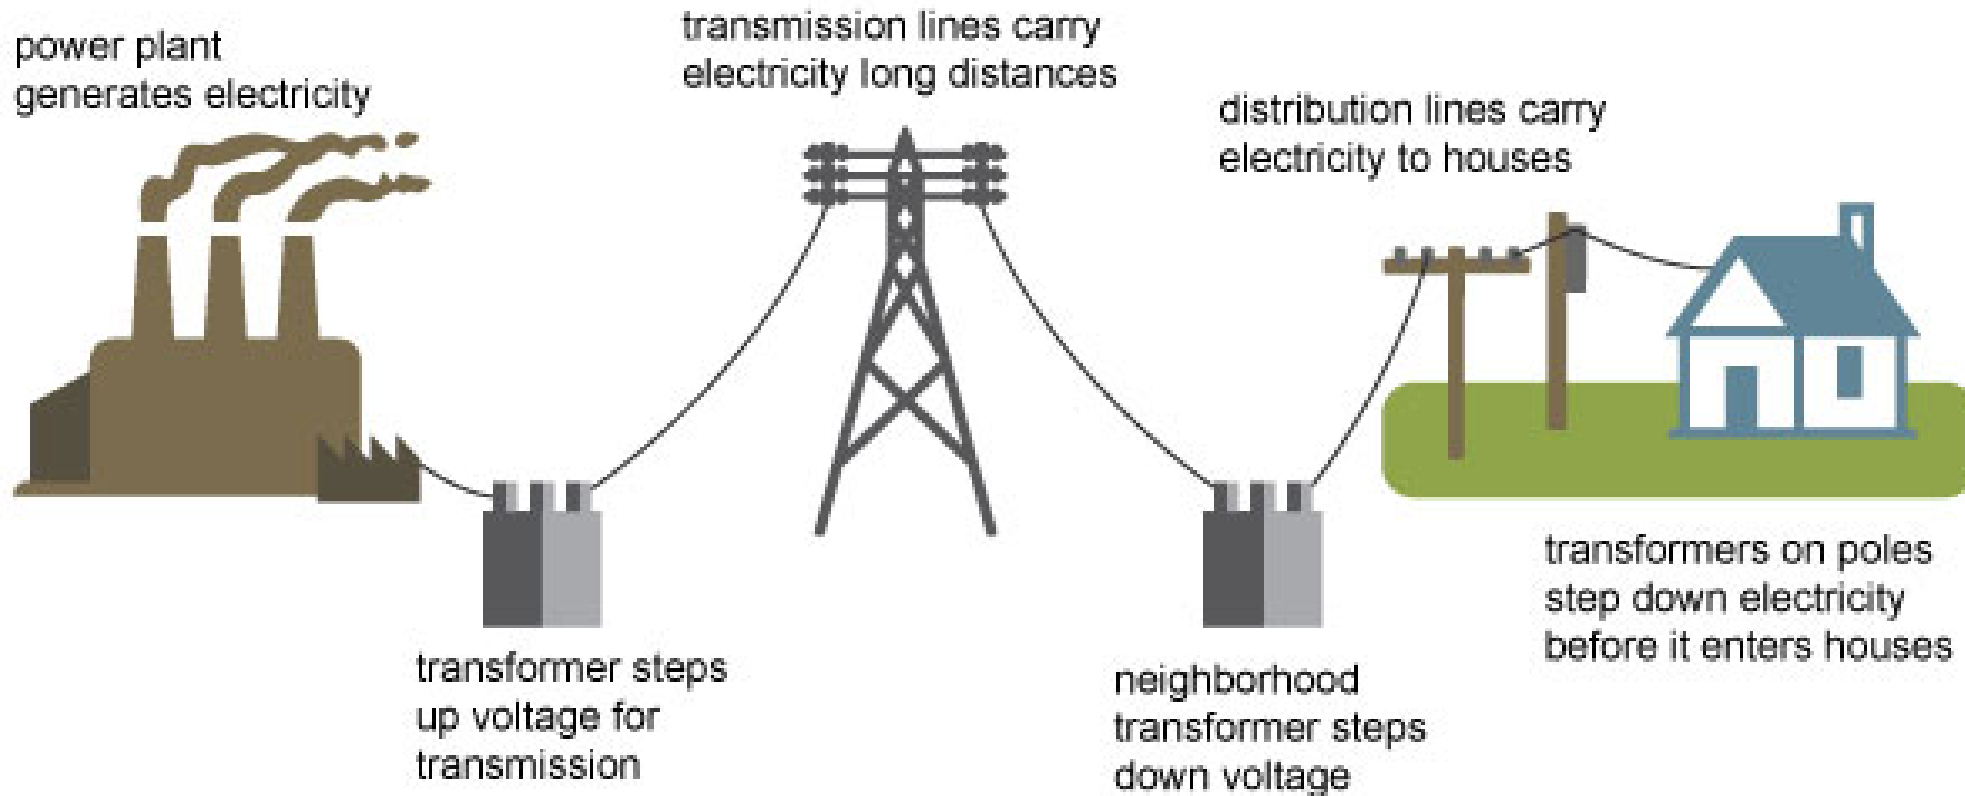 power plant
generates electricity
transmission lines carry
electricity long distances
distribution lines carry
electricity to houses
transformer steps
up voltage for
transmission
neighborhood
transformer steps
down voltage
transformers on poles
step down electricity
before it enters houses